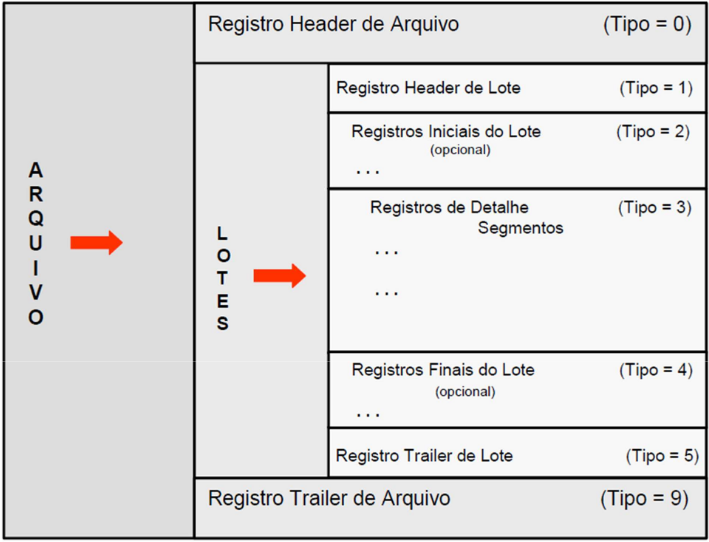 Registro Header de Arquivo (Tipo = 0)
ARQUIVO
LOTES
Registro Header de Lote (Tipo = 1)
Registros Iniciais do Lote (Tipo = 2)
(opcional)
...
Registros de Detalhe (Tipo = 3)
Segmentos
...
...
Registros Finais do Lote (Tipo = 4)
(opcional)
...
Registro Trailer de Lote (Tipo = 5)
Registro Trailer de Arquivo (Tipo = 9)